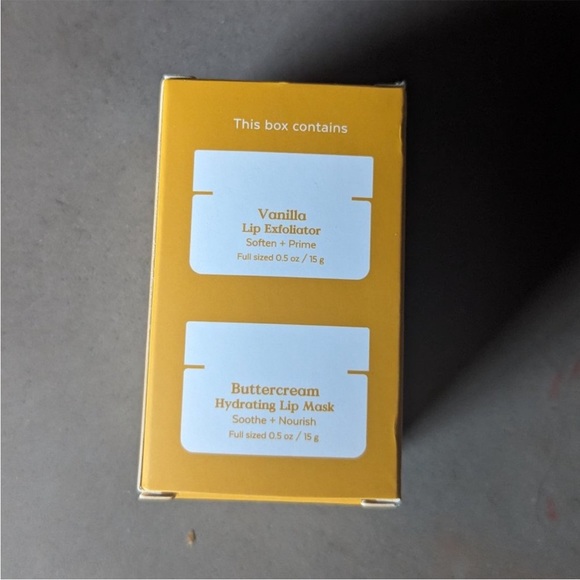 This box contains
Vanilla
Lip Exfoliator
Soften + Prime
Full sized 0.5 oz / 15 g
Buttercream
Hydrating Lip Mask
Soothe + Nourish
Full sized 0.5 oz / 15 g